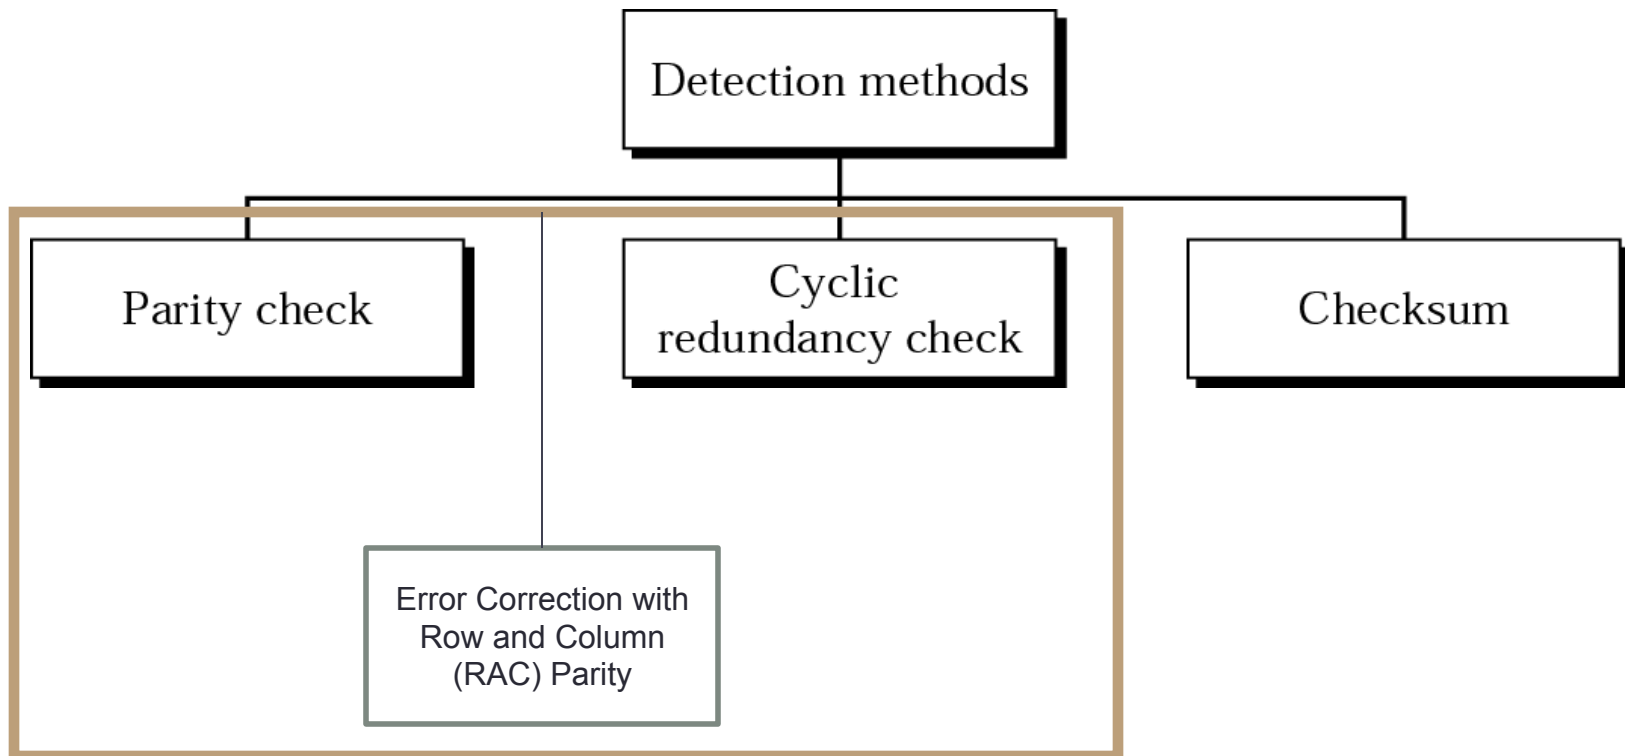 Detection methods
Parity check
Cyclic
redundancy check
Checksum
Error Correction with
Row and Column
(RAC) Parity